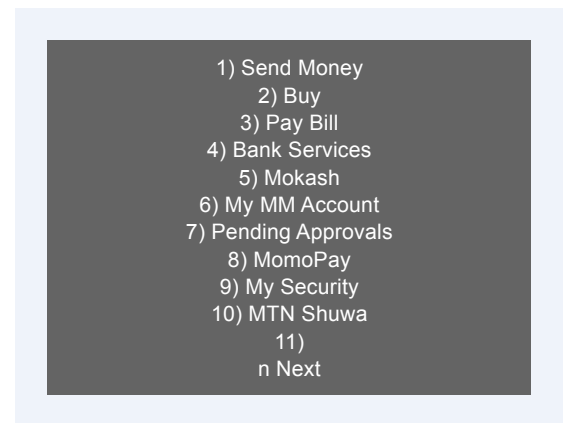 1) Send Money
2) Buy
3) Pay Bill
4) Bank Services
5) Mokash
6) My MM Account
7) Pending Approvals
8) MomoPay
9) My Security
10) MTN Shuwa
11)
n Next